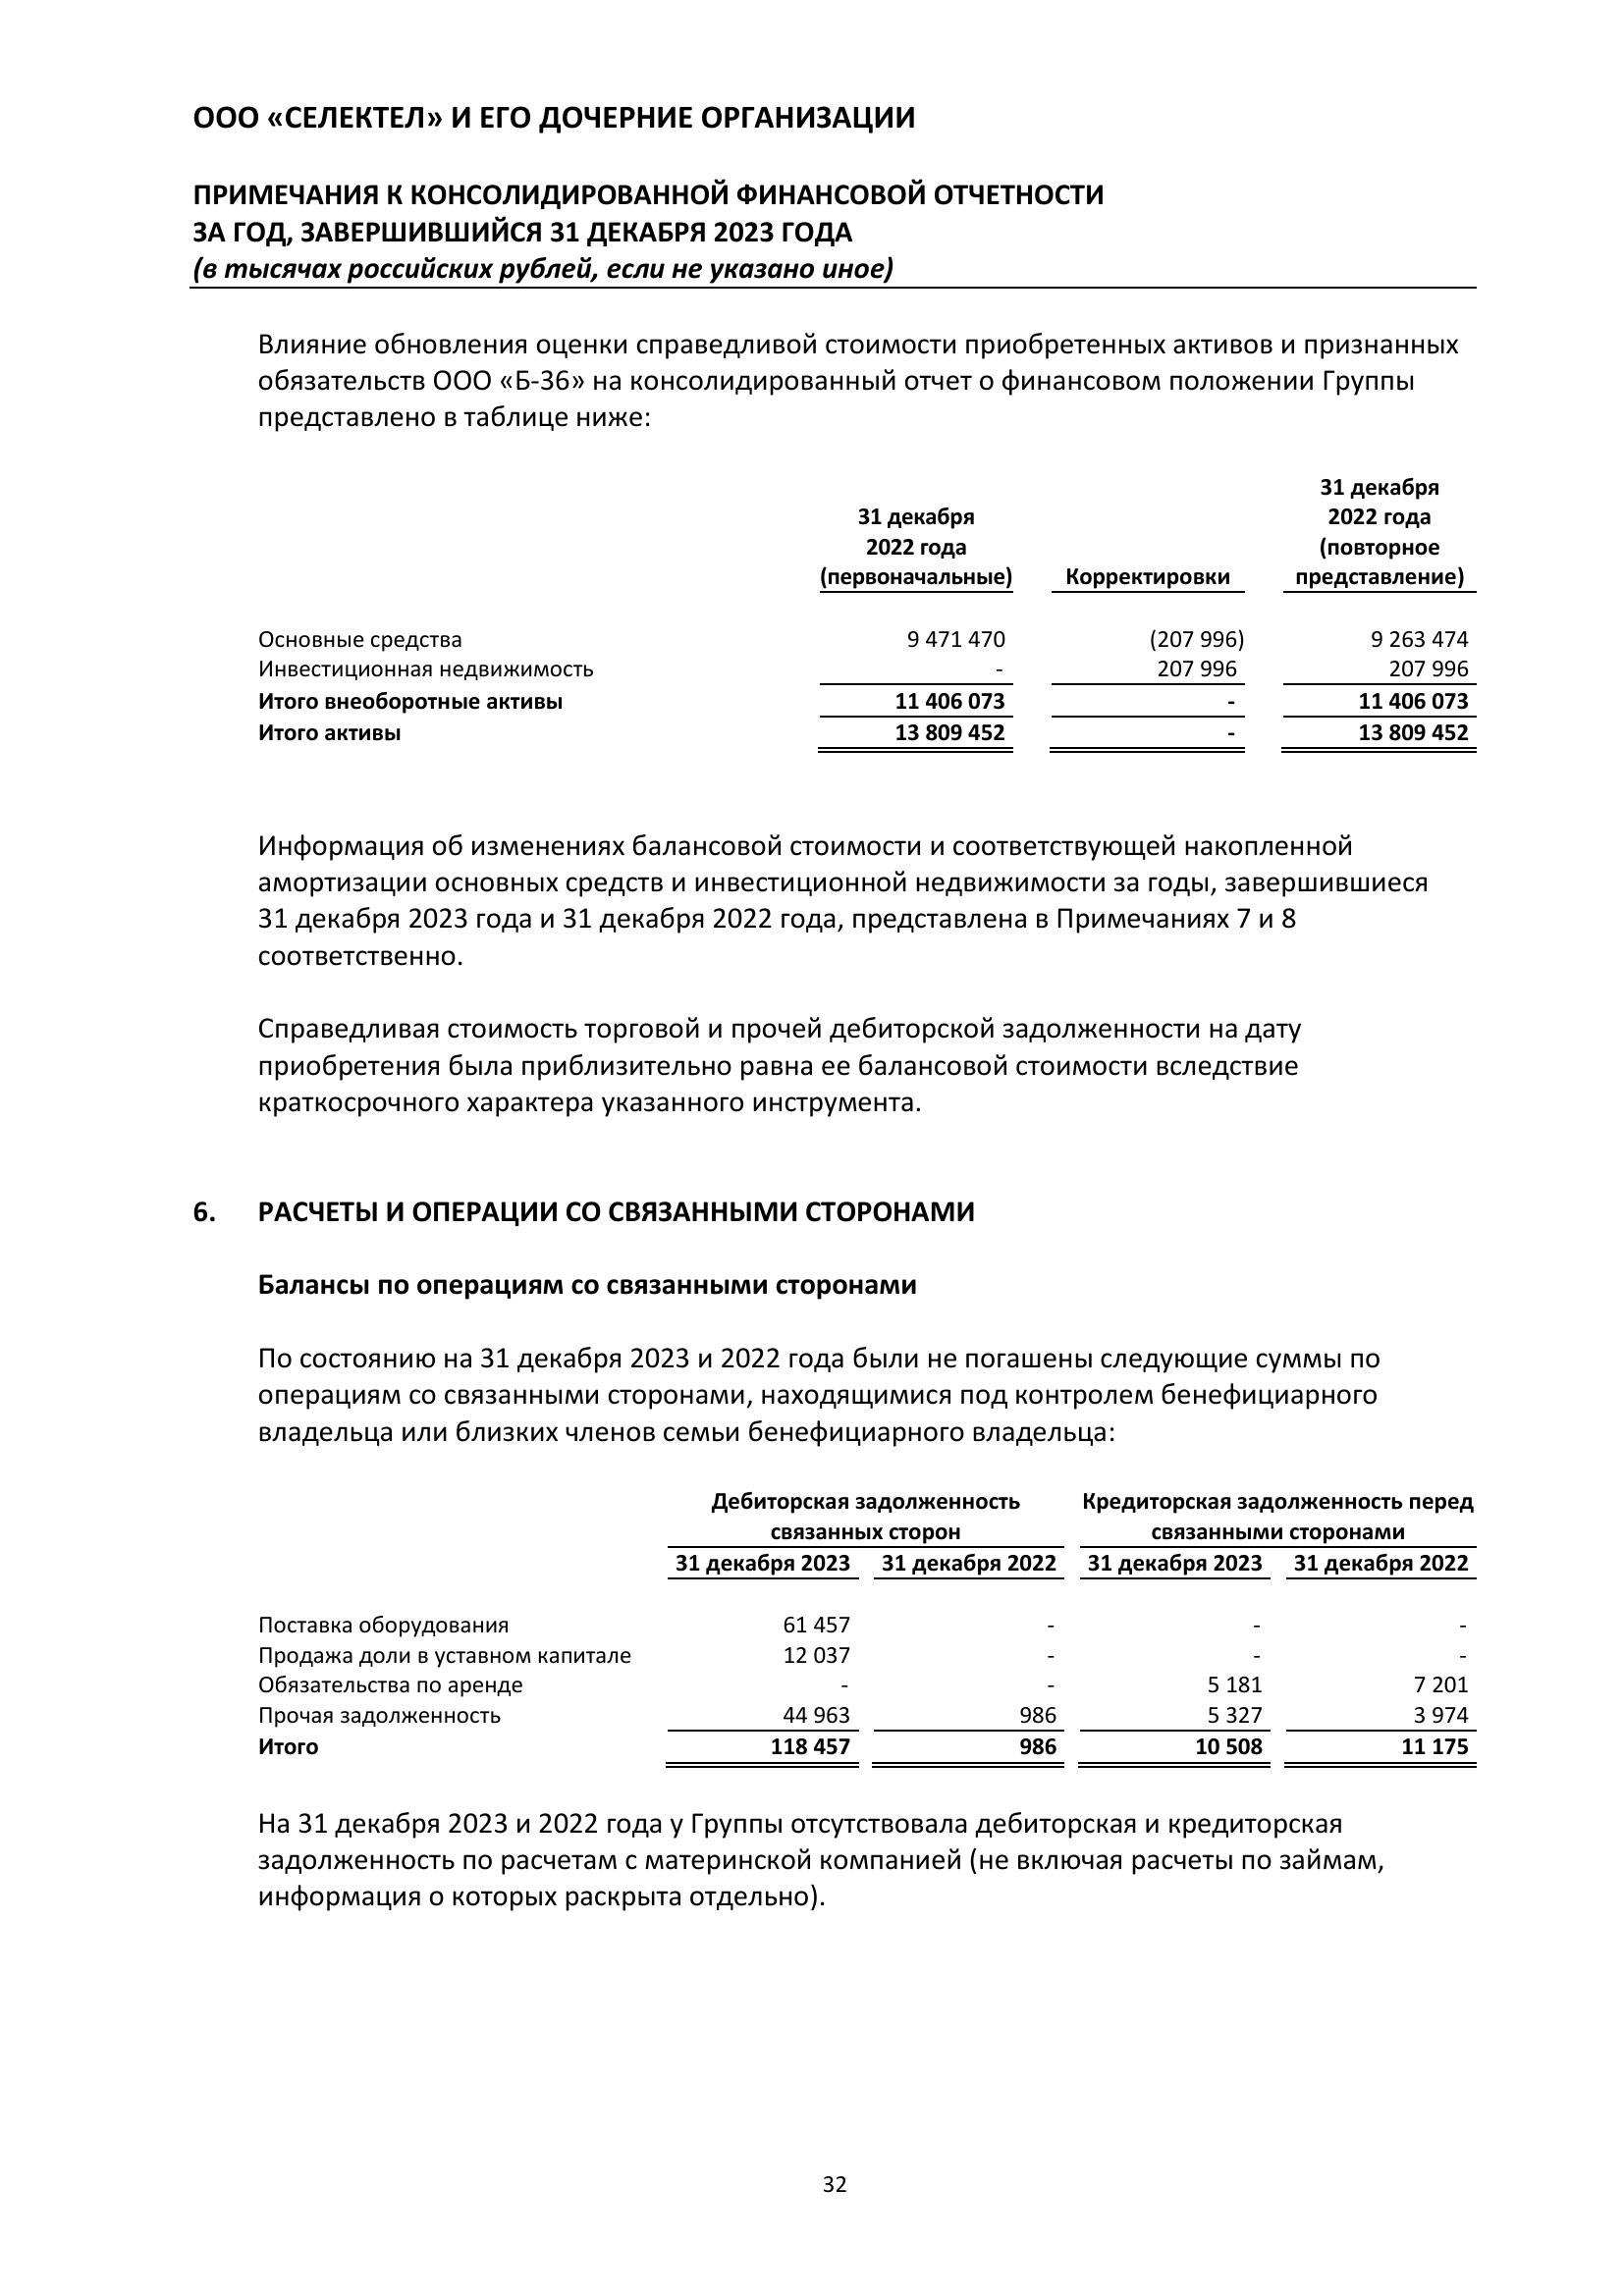 ООО «СЕЛЕКТЕЛ» И ЕГО ДОЧЕРНИЕ ОРГАНИЗАЦИИ
ПРИМЕЧАНИЯ К КОНСОЛИДИРОВАННОЙ ФИНАНСОВОЙ ОТЧЕТНОСТИ
ЗА ГОД, ЗАВЕРШИВШИЙСЯ 31 ДЕКАБРЯ 2023 ГОДА
(в тысячах российских рублей, если не указано иное)
Влияние обновления оценки справедливой стоимости приобретенных активов и признанных
обязательств ООО «Б-36» на консолидированный отчет о финансовом положении Группы
представлено в таблице ниже:
31 декабря
31 декабря 2022 года
2022 года (повторное
(первоначальные) Корректировки представление)
Основные средства 9 471 470 (207 996) 9 263 474
Инвестиционная недвижимость - 207 996 207 996
Итого внеоборотные активы 11 406 073 - 11 406 073
Итого активы 13 809 452 - 13 809 452
Информация об изменениях балансовой стоимости и соответствующей накопленной
амортизации основных средств и инвестиционной недвижимости за годы, завершившиеся
31 декабря 2023 года и 31 декабря 2022 года, представлена в Примечаниях 7 и 8
соответственно.
Справедливая стоимость торговой и прочей дебиторской задолженности на дату
приобретения была приблизительно равна ее балансовой стоимости вследствие
краткосрочного характера указанного инструмента.
6. РАСЧЕТЫ И ОПЕРАЦИИ СО СВЯЗАННЫМИ СТОРОНАМИ
Балансы по операциям со связанными сторонами
По состоянию на 31 декабря 2023 и 2022 года были не погашены следующие суммы по
операциям со связанными сторонами, находящимися под контролем бенефициарного
владельца или близких членов семьи бенефициарного владельца:
Дебиторская задолженность Кредиторская задолженность перед
связанных сторон связанными сторонами
31 декабря 2023 31 декабря 2022 31 декабря 2023 31 декабря 2022
Поставка оборудования 61 457 - - -
Продажа доли в уставном капитале 12 037 - - -
Обязательства по аренде - - 5 181 7 201
Прочая задолженность 44 963 986 5 327 3 974
Итого 118 457 986 10 508 11 175
На 31 декабря 2023 и 2022 года у Группы отсутствовала дебиторская и кредиторская
задолженность по расчетам с материнской компанией (не включая расчеты по займам,
информация о которых раскрыта отдельно).
32